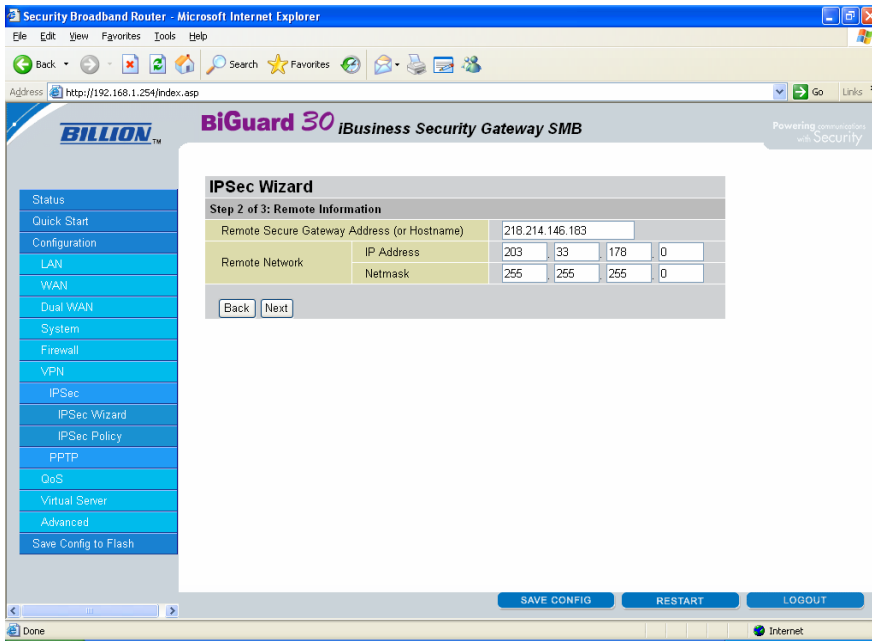 Security Broadband Router - Microsoft Internet Explorer
File Edit View Favorites Tools Help
Back Search Favorites
Address http://192.168.1.254/index.asp Go Links
BILLION TM
BiGuard 30 iBusiness Security Gateway SMB
Powering communications
with Security
Status
Quick Start
Configuration
LAN
WAN
Dual WAN
System
Firewall
VPN
IPSec
IPSec Wizard
IPSec Policy
PPTP
QoS
Virtual Server
Advanced
Save Config to Flash
IPSec Wizard
Step 2 of 3: Remote Information
Remote Secure Gateway Address (or Hostname) 218.214.146.183
Remote Network
IP Address 203 . 33 . 178 . 0
Netmask 255 . 255 . 255 . 0
Back Next
SAVE CONFIG RESTART LOGOUT
Done Internet